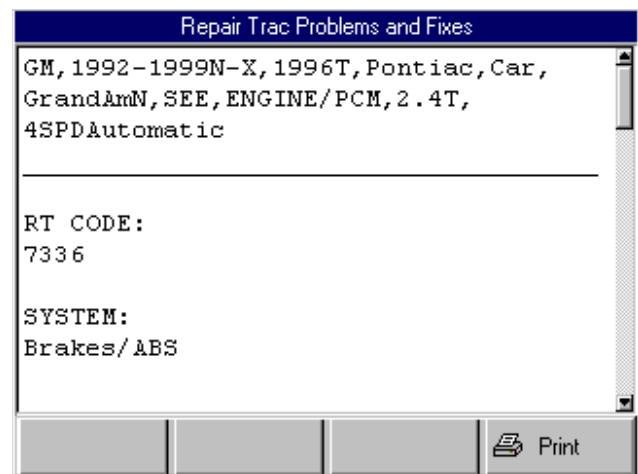 Repair Trac Problems and Fixes
GM,1992-1999N-X,1996T,Pontiac,Car,
GrandAmN,SEE,ENGINE/PCM,2.4T,
4SPDAutomatic
RT CODE:
7336
SYSTEM:
Brakes/ABS
Print